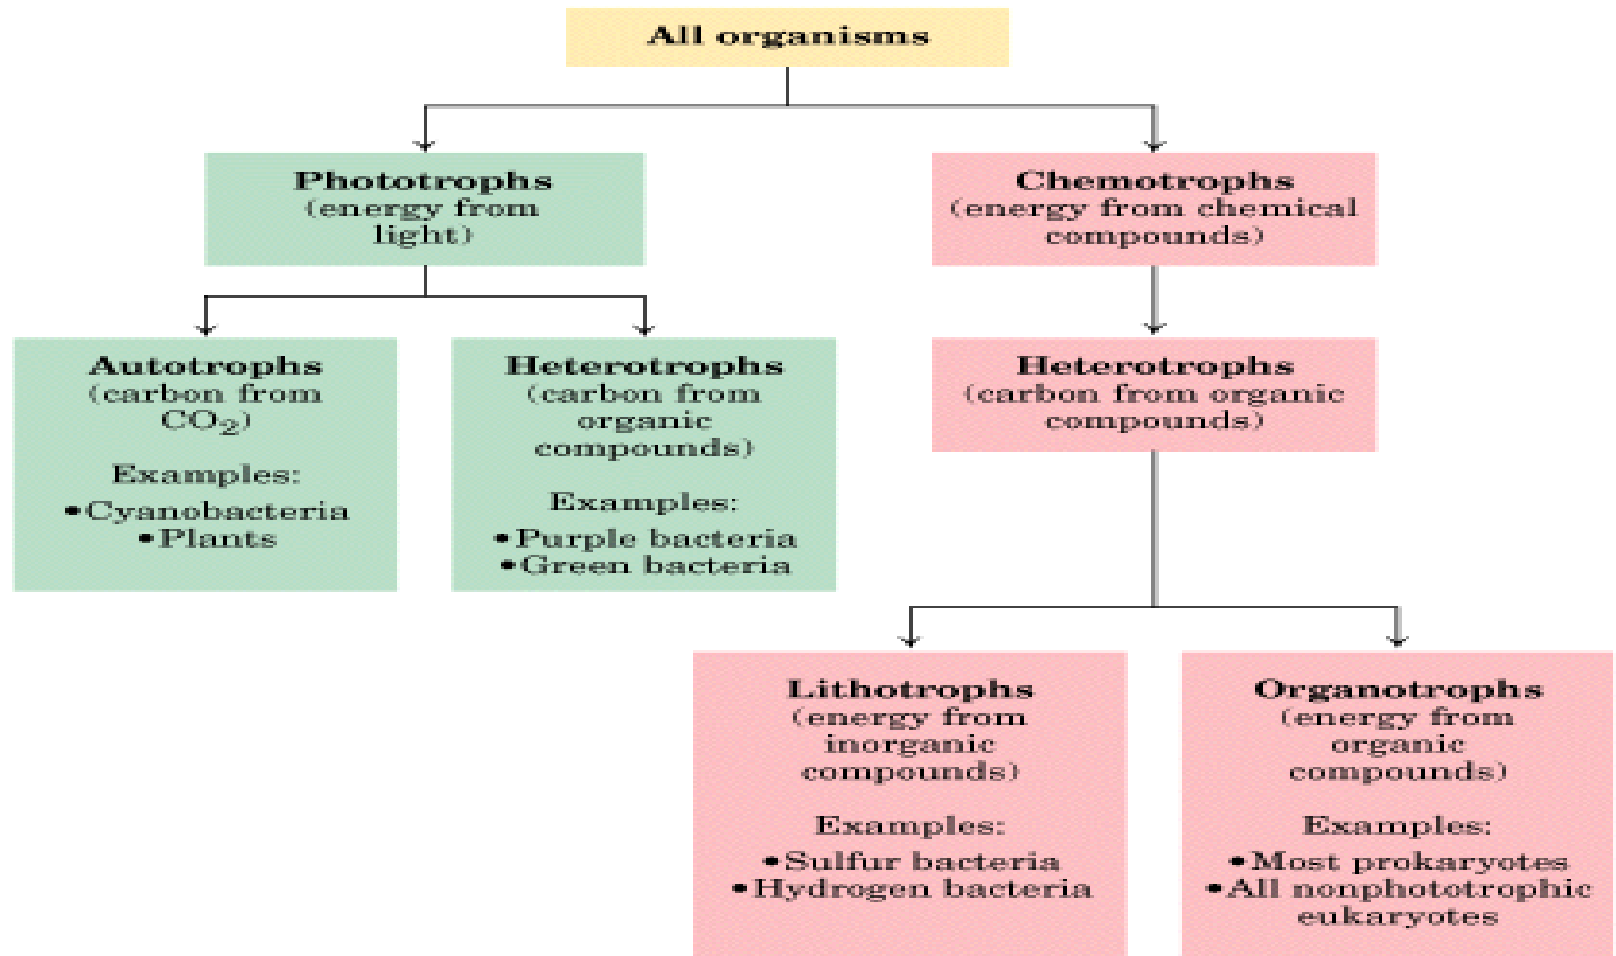 All organisms
Phototrophs
(energy from
light)
Chemotrophs
(energy from chemical
compounds)
Autotrophs
(carbon from
CO₂)
Examples:
•Cyanobacteria
•Plants
Heterotrophs
(carbon from
organic
compounds)
Examples:
•Purple bacteria
•Green bacteria
Heterotrophs
(carbon from organic
compounds)
Lithotrophs
(energy from
inorganic
compounds)
Examples:
•Sulfur bacteria
•Hydrogen bacteria
Organotrophs
(energy from
organic
compounds)
Examples:
•Most prokaryotes
•All nonphototrophic
eukaryotes